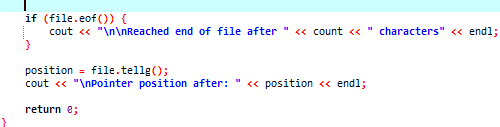 if (file.eof()) {
cout << "\n\nReached end of file after " << count << " characters" << endl;
}
position = file.tellg();
cout << "\nPointer position after: " << position << endl;
return 0;
}